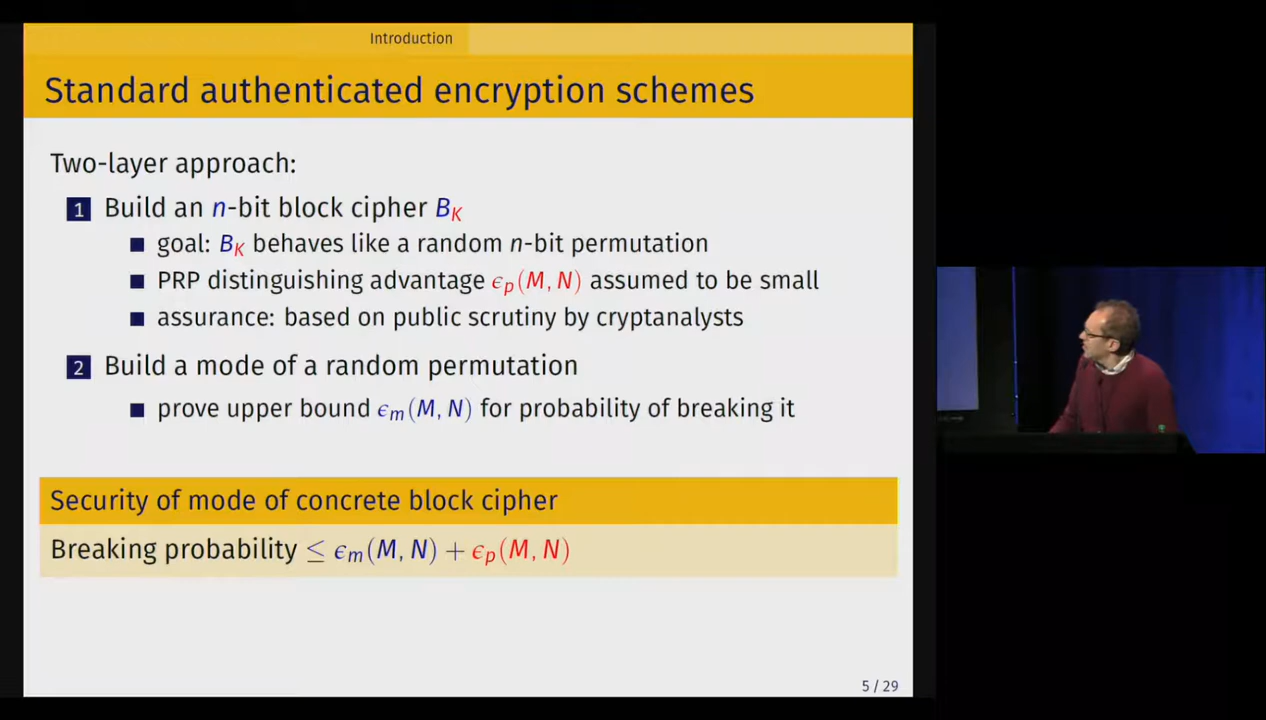 Introduction
Standard authenticated encryption schemes
Two-layer approach:
1 Build an n-bit block cipher B_K
■ goal: B_K behaves like a random n-bit permutation
■ PRP distinguishing advantage ϵ_p(M, N) assumed to be small
■ assurance: based on public scrutiny by cryptanalysts
2 Build a mode of a random permutation
■ prove upper bound ϵ_m(M, N) for probability of breaking it
Security of mode of concrete block cipher
Breaking probability ≤ ϵ_m(M, N) + ϵ_p(M, N)
5 / 29